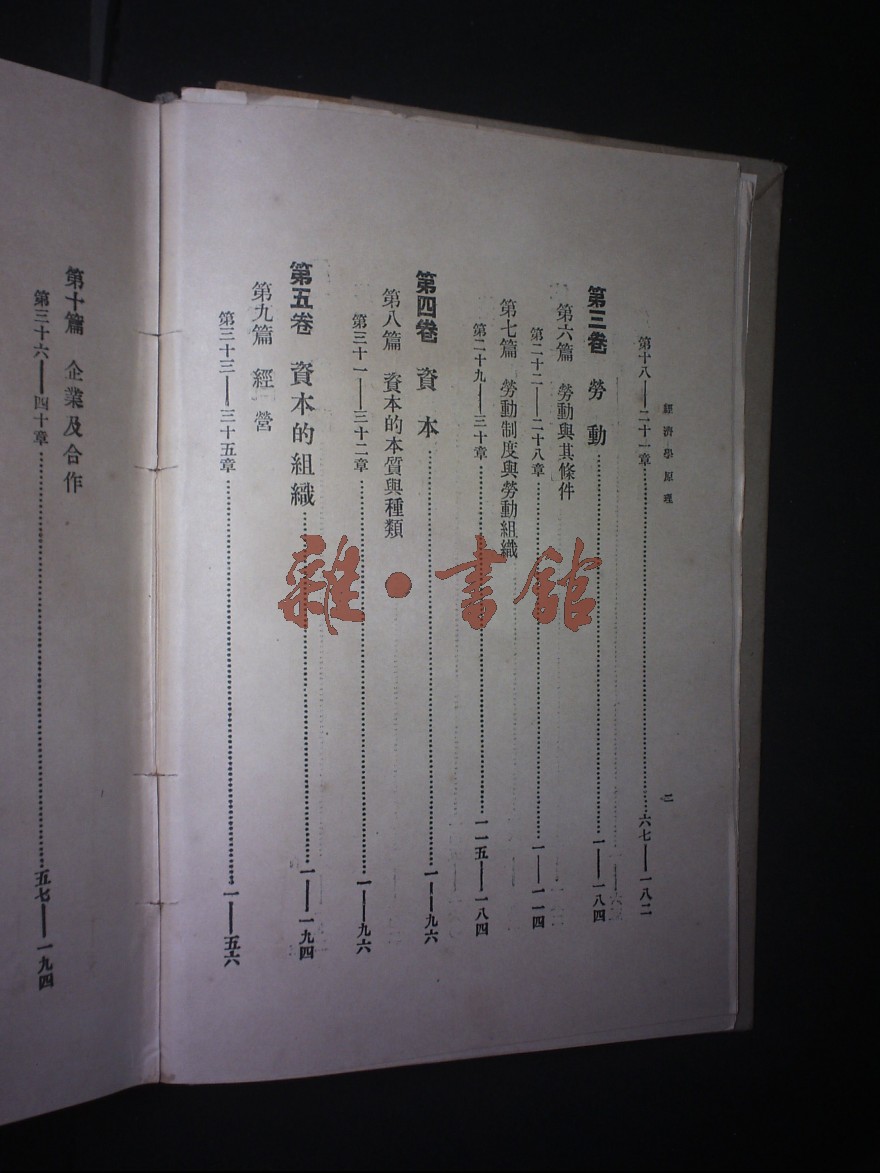 經濟學原理
二
第十八——二十一章⋯⋯六七——一八二
第三卷 勞動⋯⋯一——一八四
第六篇 勞動與其條件
第二十二——二十八章⋯⋯一——一一四
第七篇 勞動制度與勞動組織
第二十九——三十章⋯⋯一一五——一八四
第四卷 資本⋯⋯一——九六
第八篇 資本的本質與種類
第三十一——三十二章⋯⋯一——九六
第五卷 資本的組織⋯⋯一——一九四
第九篇 經營
第三十三——三十五章⋯⋯一——五六
第十篇 企業及合作
第三十六——四十章⋯⋯五七——一九四
雜·書館